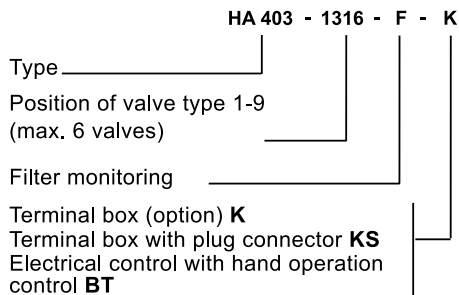 HA 403 - 1316 - F - K
Type
Position of valve type 1-9
(max. 6 valves)
Filter monitoring
Terminal box (option) K
Terminal box with plug connector KS
Electrical control with hand operation
control BT